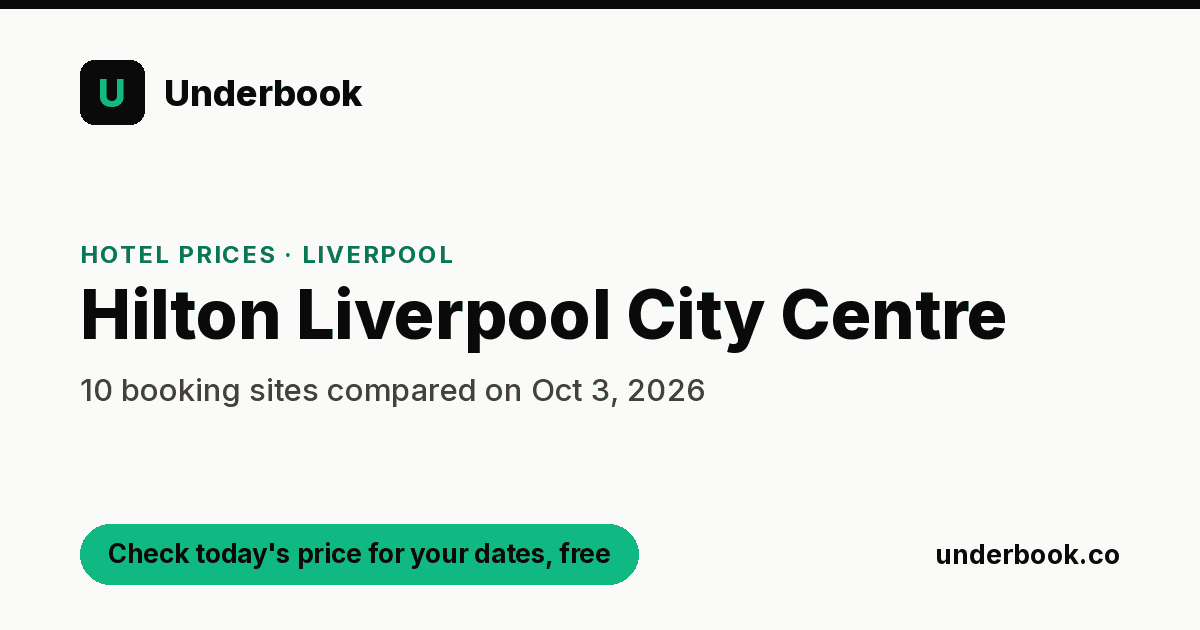 U Underbook
HOTEL PRICES · LIVERPOOL
Hilton Liverpool City Centre
10 booking sites compared on Oct 3, 2026
Check today's price for your dates, free
underbook.co